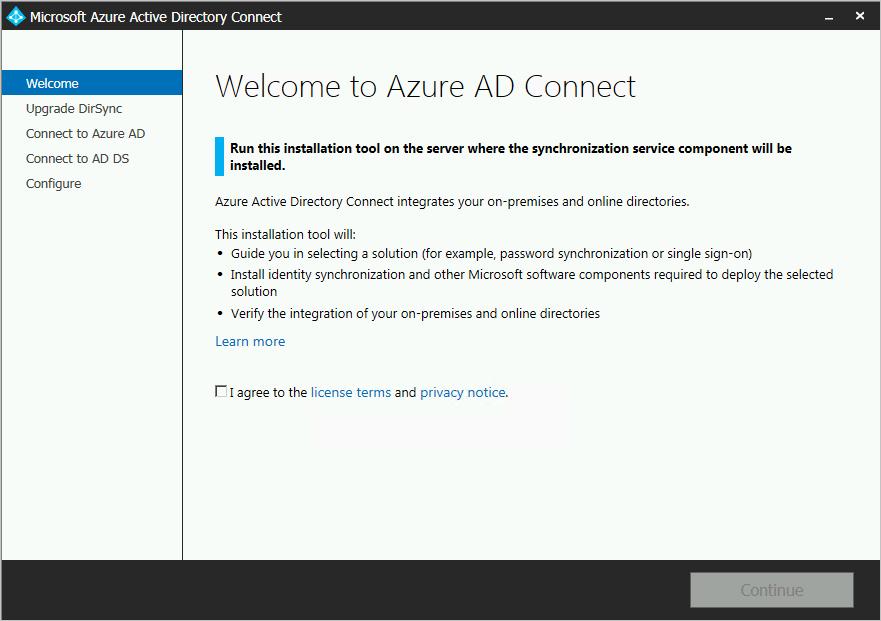 Microsoft Azure Active Directory Connect
Welcome
Upgrade DirSync
Connect to Azure AD
Connect to AD DS
Configure
Welcome to Azure AD Connect
Run this installation tool on the server where the synchronization service component will be
installed.
Azure Active Directory Connect integrates your on-premises and online directories.
This installation tool will:
• Guide you in selecting a solution (for example, password synchronization or single sign-on)
• Install identity synchronization and other Microsoft software components required to deploy the selected
solution
• Verify the integration of your on-premises and online directories
Learn more
I agree to the license terms and privacy notice.
Continue